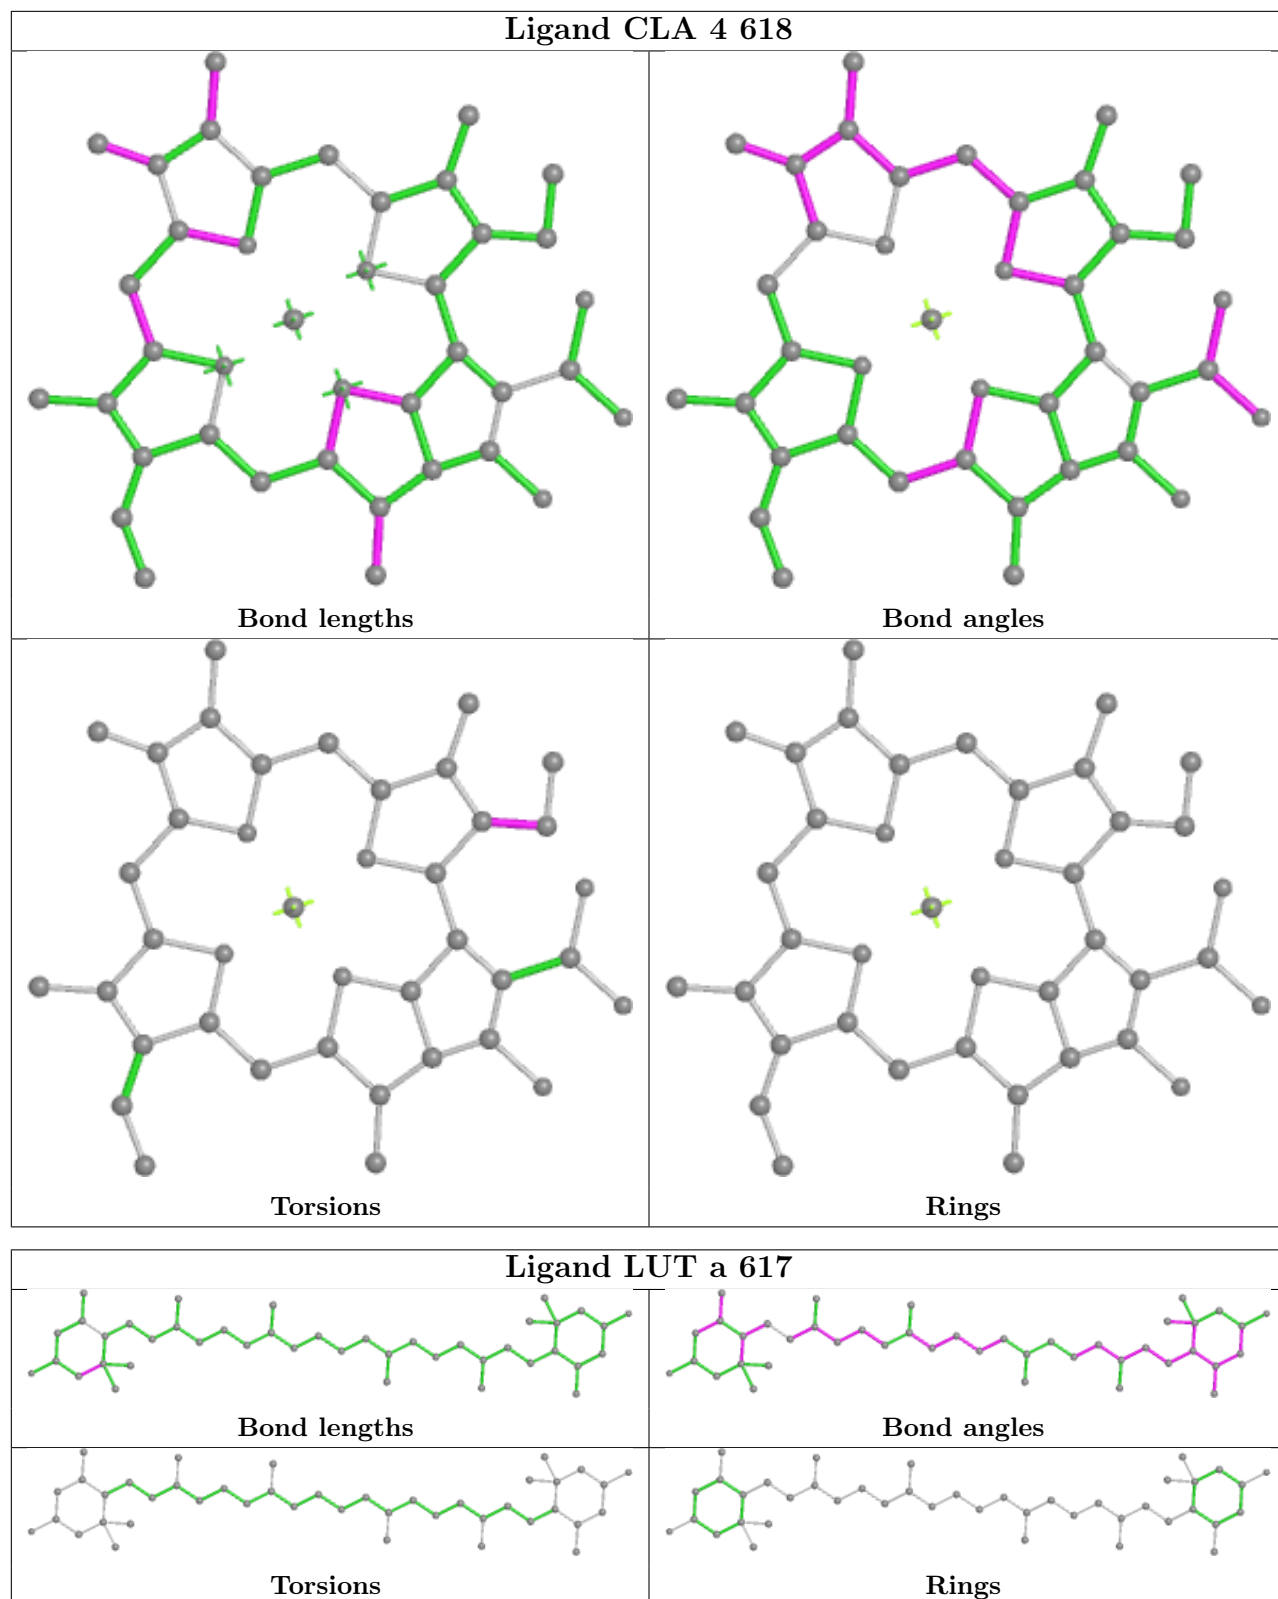 Ligand CLA 4 618
Bond lengths
Bond angles
Torsions
Rings
Ligand LUT a 617
Bond lengths
Bond angles
Torsions
Rings